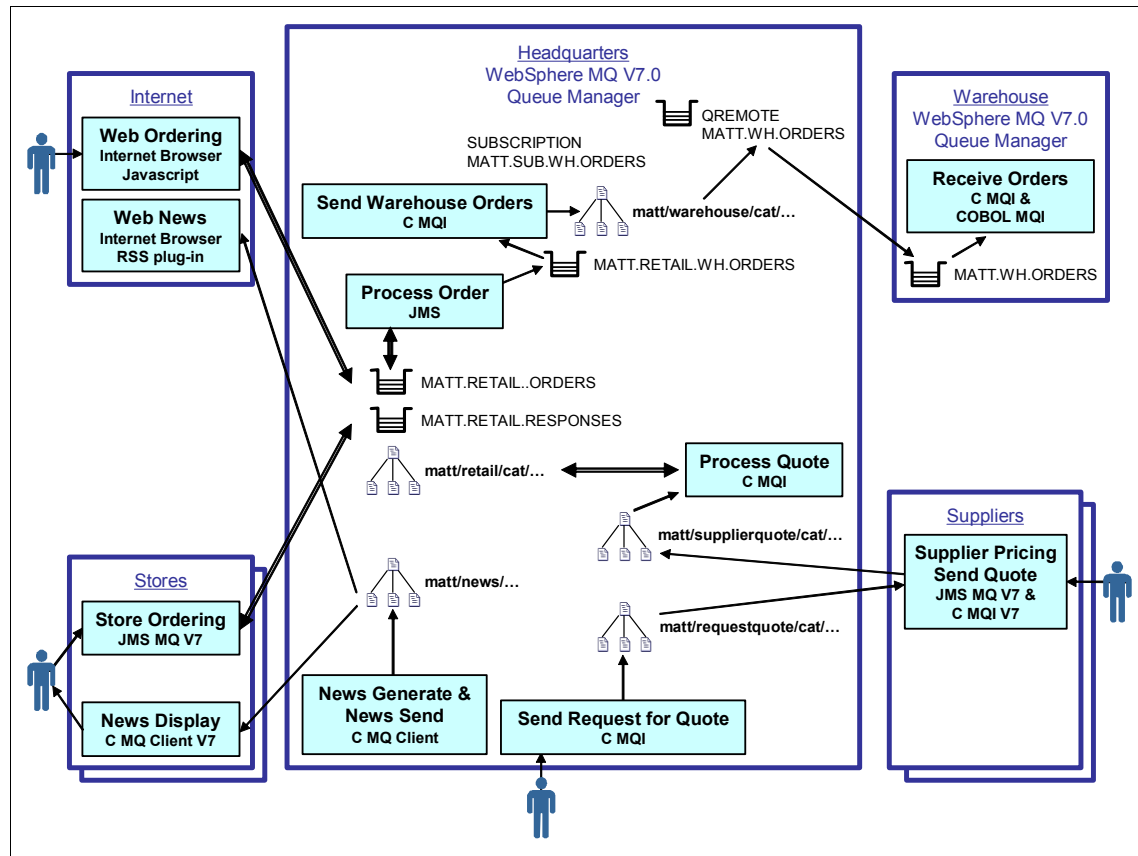 Headquarters
WebSphere MQ V7.0
Queue Manager
Internet
Web Ordering
Internet Browser
Javascript
Web News
Internet Browser
RSS plug-in
QREMOTE
MATT.WH.ORDERS
SUBSCRIPTION
MATT.SUB.WH.ORDERS
Send Warehouse Orders
C MQI
matt/warehouse/cat/…
MATT.RETAIL.WH.ORDERS
Process Order
JMS
MATT.RETAIL..ORDERS
MATT.RETAIL.RESPONSES
matt/retail/cat/…
Process Quote
C MQI
matt/supplierquote/cat/…
matt/news/…
matt/requestquote/cat/…
News Generate &
News Send
C MQ Client
Send Request for Quote
C MQI
Warehouse
WebSphere MQ V7.0
Queue Manager
Receive Orders
C MQI &
COBOL MQI
MATT.WH.ORDERS
Stores
Store Ordering
JMS MQ V7
News Display
C MQ Client V7
Suppliers
Supplier Pricing
Send Quote
JMS MQ V7 &
C MQI V7